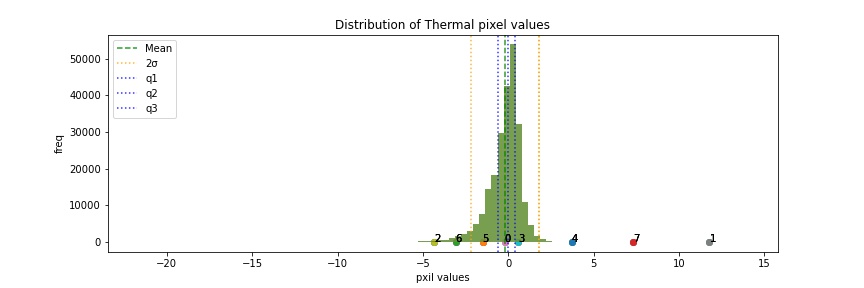 Distribution of Thermal pixel values
Mean
2σ
q1
q2
q3
50000
40000
30000
20000
10000
0
freq
2 6 5 0 3 4 7 1
−20 −15 −10 −5 0 5 10 15
pxil values